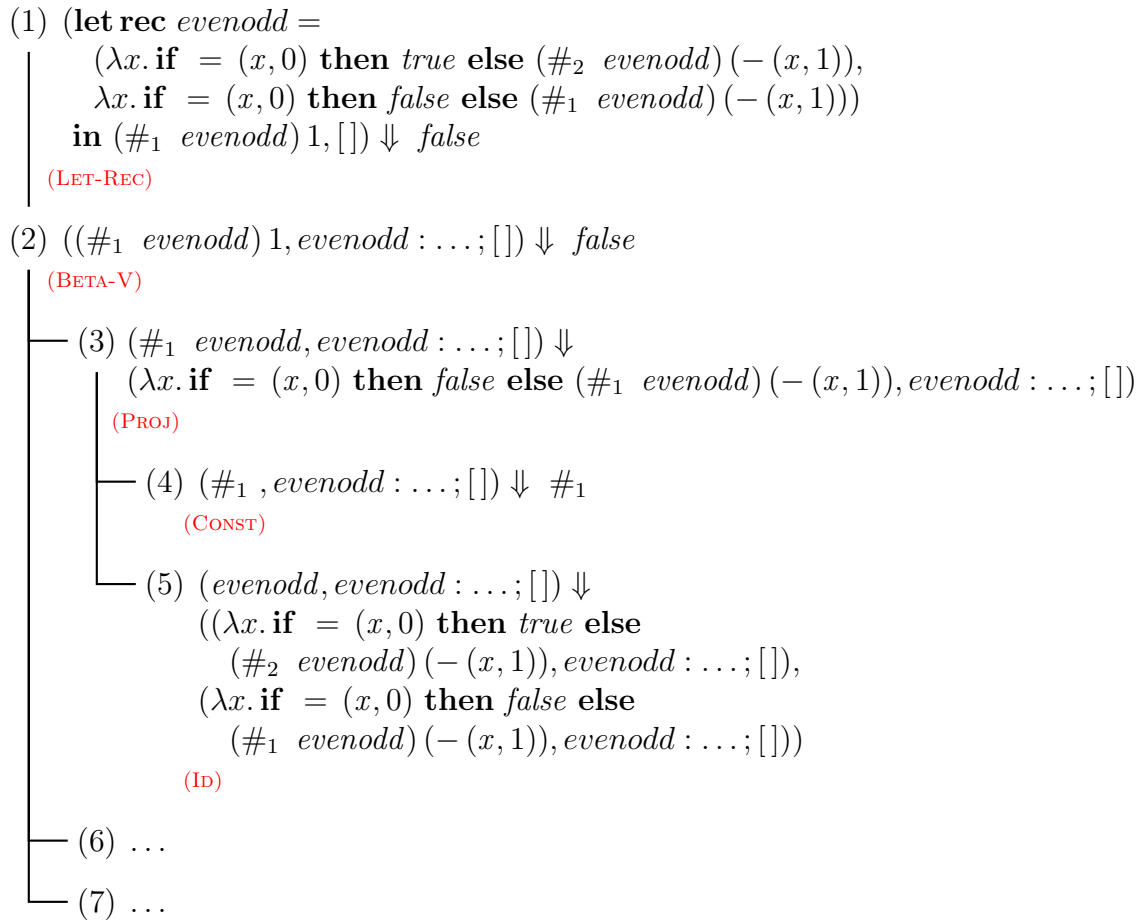 (1) (let rec evenodd =
(λx. if = (x, 0) then true else (#₂ evenodd) (− (x, 1)),
λx. if = (x, 0) then false else (#₁ evenodd) (− (x, 1)))
in (#₁ evenodd) 1, [ ]) ⇓ false
(LET-REC)
(2) ((#₁ evenodd) 1, evenodd : . . . ; [ ]) ⇓ false
(BETA-V)
(3) (#₁ evenodd, evenodd : . . . ; [ ]) ⇓
(λx. if = (x, 0) then false else (#₁ evenodd) (− (x, 1)), evenodd : . . . ; [ ])
(PROJ)
(4) (#₁ , evenodd : . . . ; [ ]) ⇓ #₁
(CONST)
(5) (evenodd, evenodd : . . . ; [ ]) ⇓
((λx. if = (x, 0) then true else
(#₂ evenodd) (− (x, 1)), evenodd : . . . ; [ ]),
(λx. if = (x, 0) then false else
(#₁ evenodd) (− (x, 1)), evenodd : . . . ; [ ]))
(ID)
(6) . . .
(7) . . .